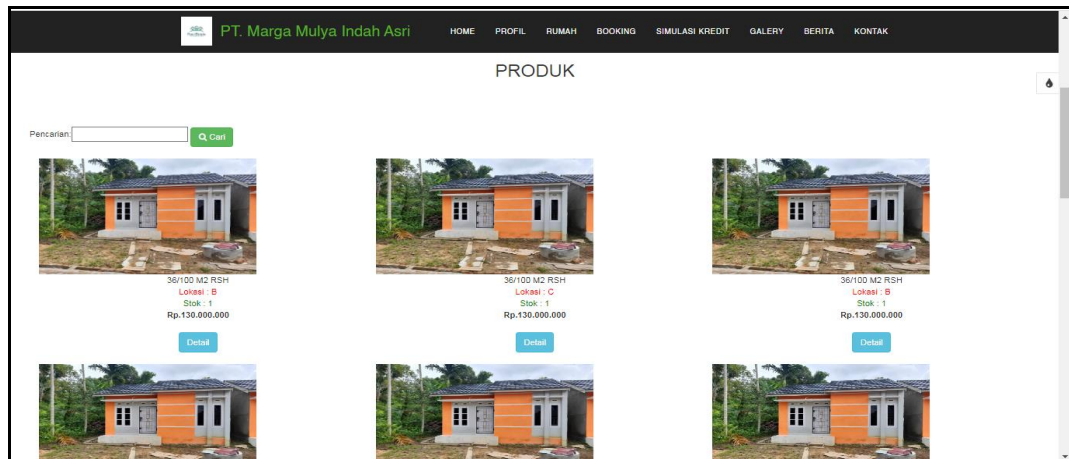 PT. Marga Mulya Indah Asri HOME PROFIL RUMAH BOOKING SIMULASI KREDIT GALERY BERITA KONTAK
PRODUK
Pencarian: Cari
36/100 M2 RSH
Lokasi : B
Stok : 1
Rp.130.000.000
Detail
36/100 M2 RSH
Lokasi : C
Stok : 1
Rp.130.000.000
Detail
36/100 M2 RSH
Lokasi : B
Stok : 1
Rp.130.000.000
Detail